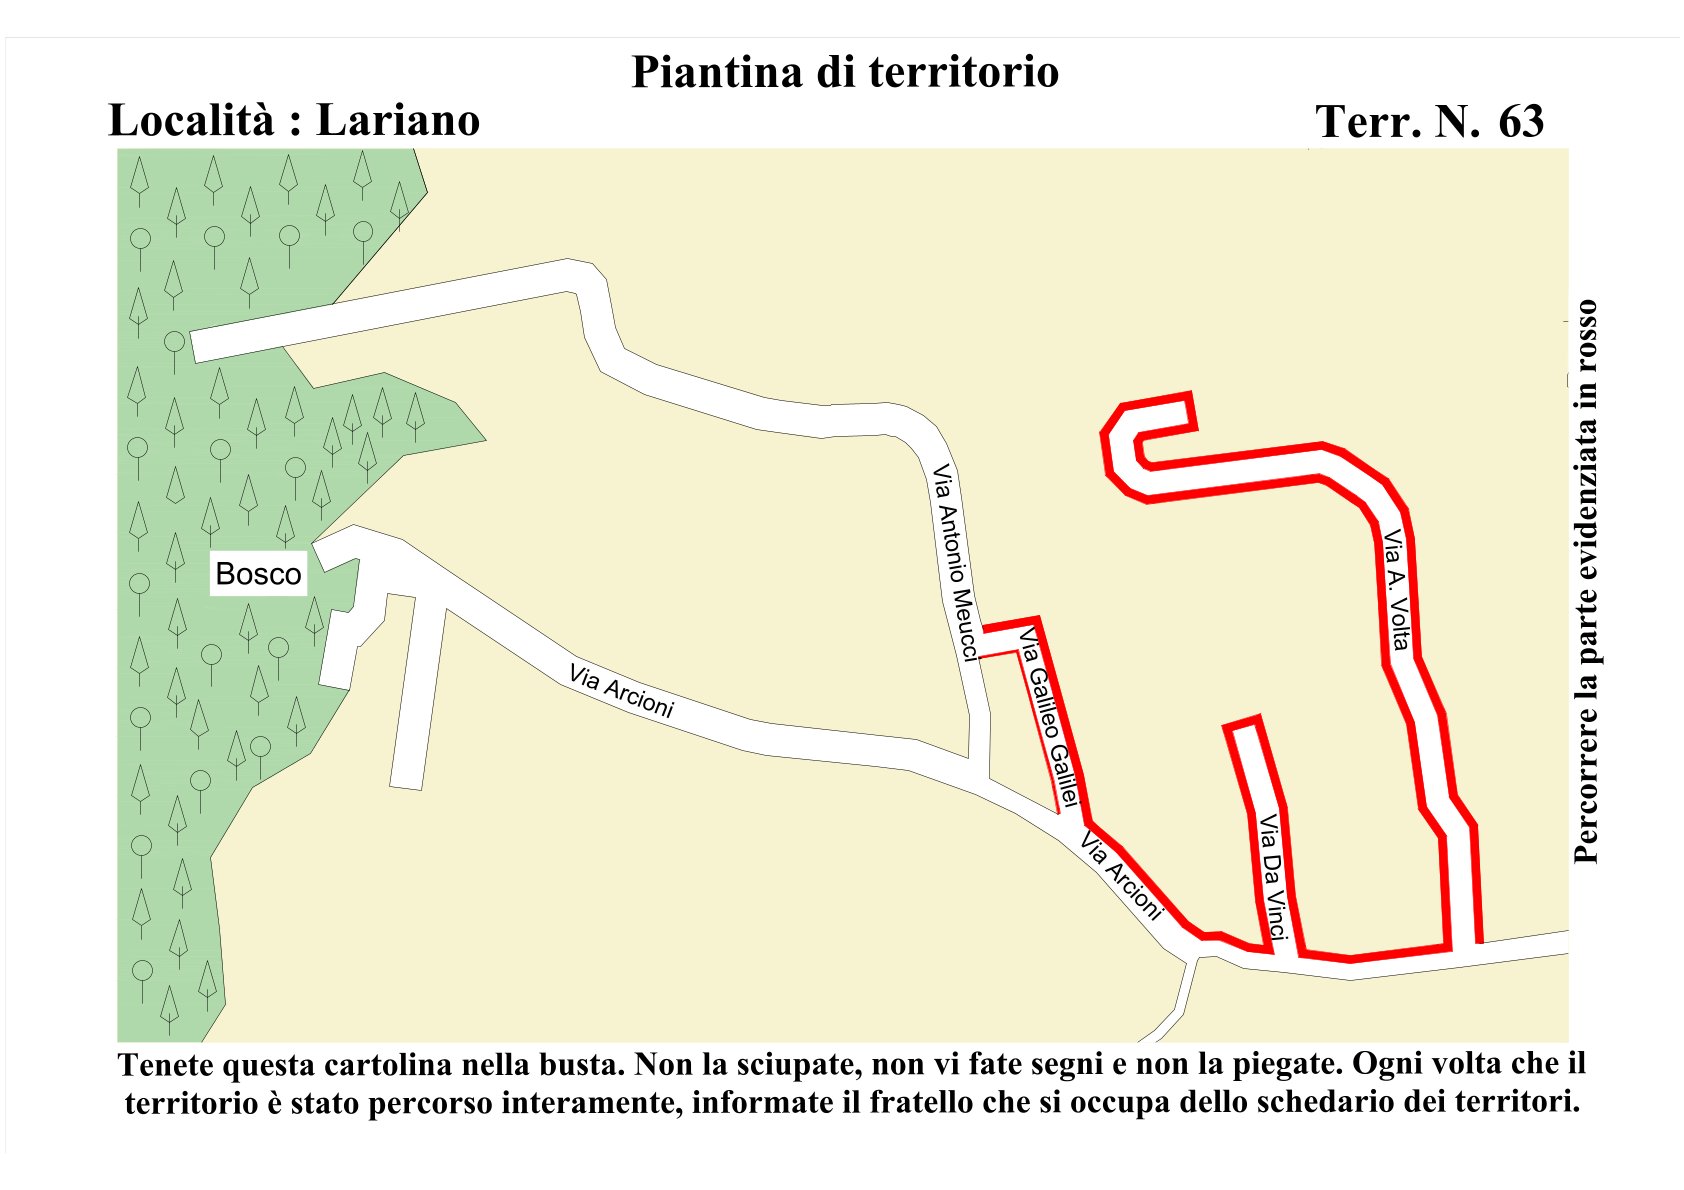 Piantina di territorio
Località : Lariano
Terr. N. 63
Via Antonio Meucci
Via A. Volta
Bosco
Via Galileo Galilei
Via Arcioni
Via Da Vinci
Via Arcioni
Percorrere la parte evidenziata in rosso
Tenete questa cartolina nella busta. Non la sciupate, non vi fate segni e non la piegate. Ogni volta che il
territorio è stato percorso interamente, informate il fratello che si occupa dello schedario dei territori.